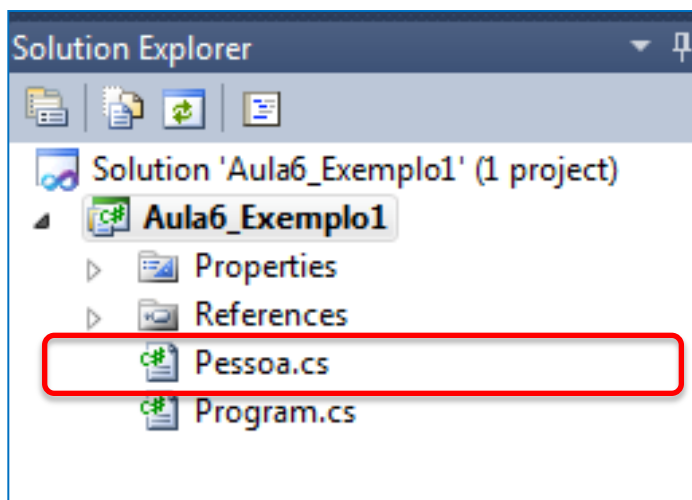 Solution Explorer
Solution 'Aula6_Exemplo1' (1 project)
Aula6_Exemplo1
Properties
References
Pessoa.cs
Program.cs